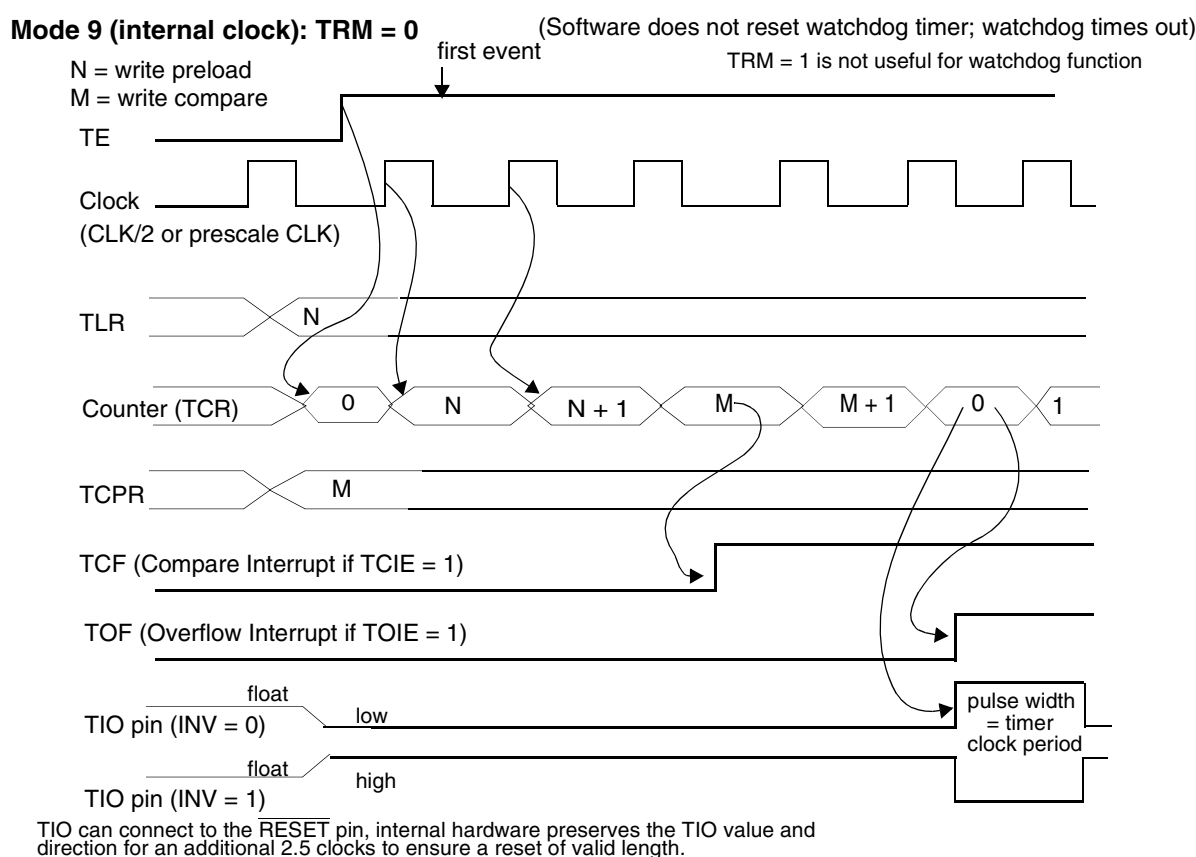 Mode 9 (internal clock): TRM = 0
(Software does not reset watchdog timer; watchdog times out)
first event
TRM = 1 is not useful for watchdog function
N = write preload
M = write compare
TE
Clock
(CLK/2 or prescale CLK)
TLR
N
Counter (TCR)
0
N
N + 1
M
M + 1
0
1
TCPR
M
TCF (Compare Interrupt if TCIE = 1)
TOF (Overflow Interrupt if TOIE = 1)
float
TIO pin (INV = 0)
low
pulse width
= timer
clock period
float
TIO pin (INV = 1)
high
TIO can connect to the RESET pin, internal hardware preserves the TIO value and
direction for an additional 2.5 clocks to ensure a reset of valid length.